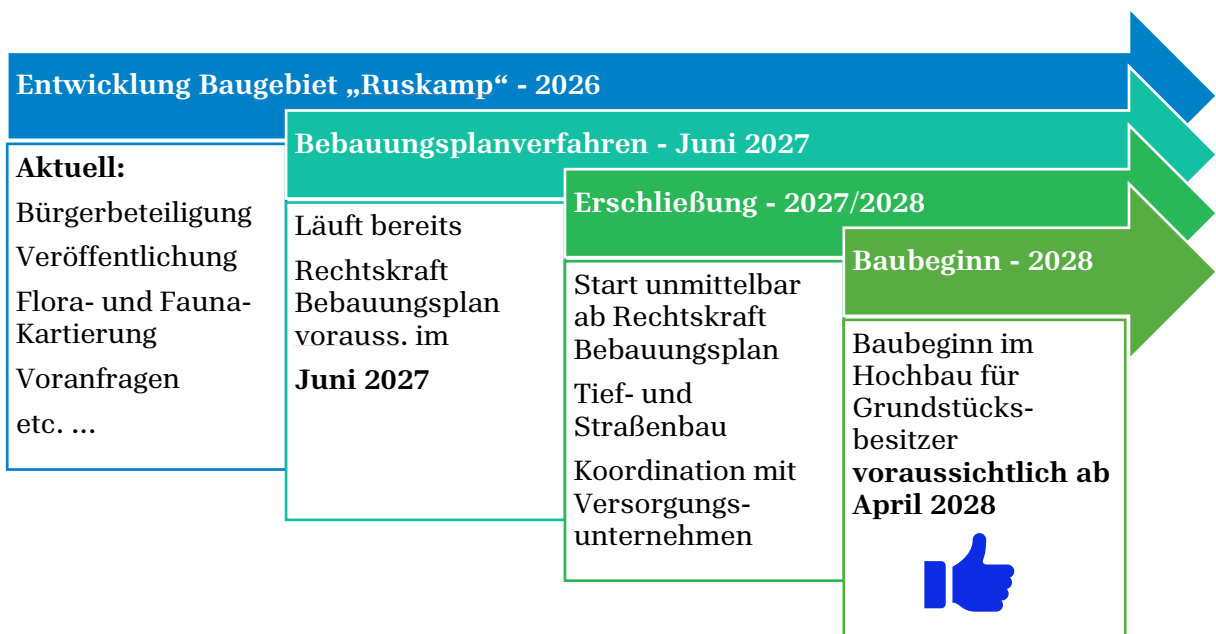 Entwicklung Baugebiet „Ruskamp“ - 2026
Aktuell:
Bürgerbeteiligung
Veröffentlichung
Flora- und Fauna-
Kartierung
Voranfragen
etc. ...
Bebauungsplanverfahren - Juni 2027
Läuft bereits
Rechtskraft
Bebauungsplan
vorauss. im
Juni 2027
Erschließung - 2027/2028
Start unmittelbar
ab Rechtskraft
Bebauungsplan
Tief- und
Straßenbau
Koordination mit
Versorgungs-
unternehmen
Baubeginn - 2028
Baubeginn im
Hochbau für
Grundstücks-
besitzer
voraussichtlich ab
April 2028